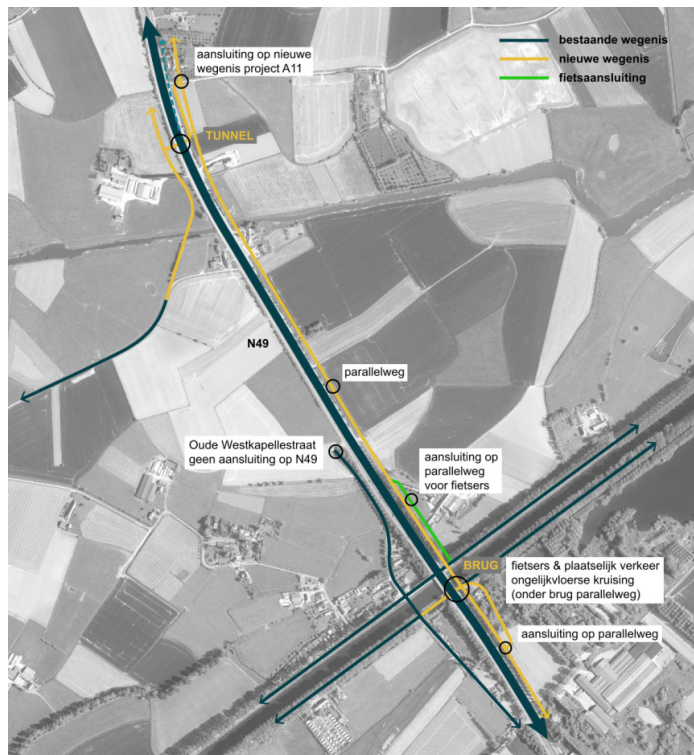 aansluiting op nieuwe
wegenis project A11
bestaande wegenis
nieuwe wegenis
fietsaansluiting
TUNNEL
N49
parallelweg
Oude Westkapellestraat
geen aansluiting op N49
aansluiting op
parallelweg
voor fietsers
BRUG
fietsers & plaatselijk verkeer
ongelijkvloerse kruising
(onder brug parallelweg)
aansluiting op parallelweg